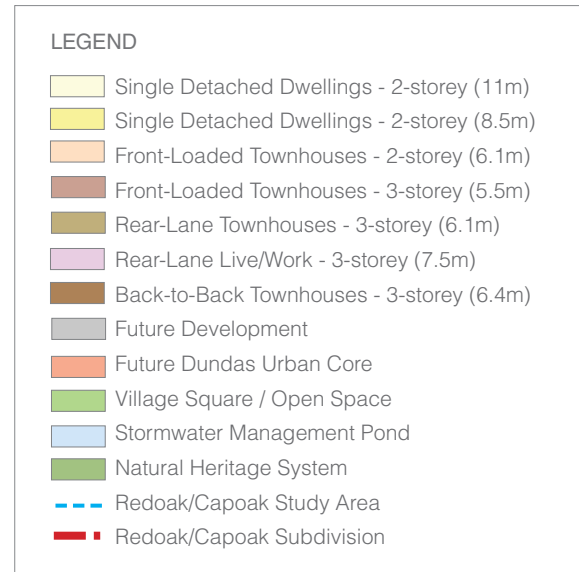 LEGEND
Single Detached Dwellings - 2-storey (11m)
Single Detached Dwellings - 2-storey (8.5m)
Front-Loaded Townhouses - 2-storey (6.1m)
Front-Loaded Townhouses - 3-storey (5.5m)
Rear-Lane Townhouses - 3-storey (6.1m)
Rear-Lane Live/Work - 3-storey (7.5m)
Back-to-Back Townhouses - 3-storey (6.4m)
Future Development
Future Dundas Urban Core
Village Square / Open Space
Stormwater Management Pond
Natural Heritage System
Redoak/Capoak Study Area
Redoak/Capoak Subdivision